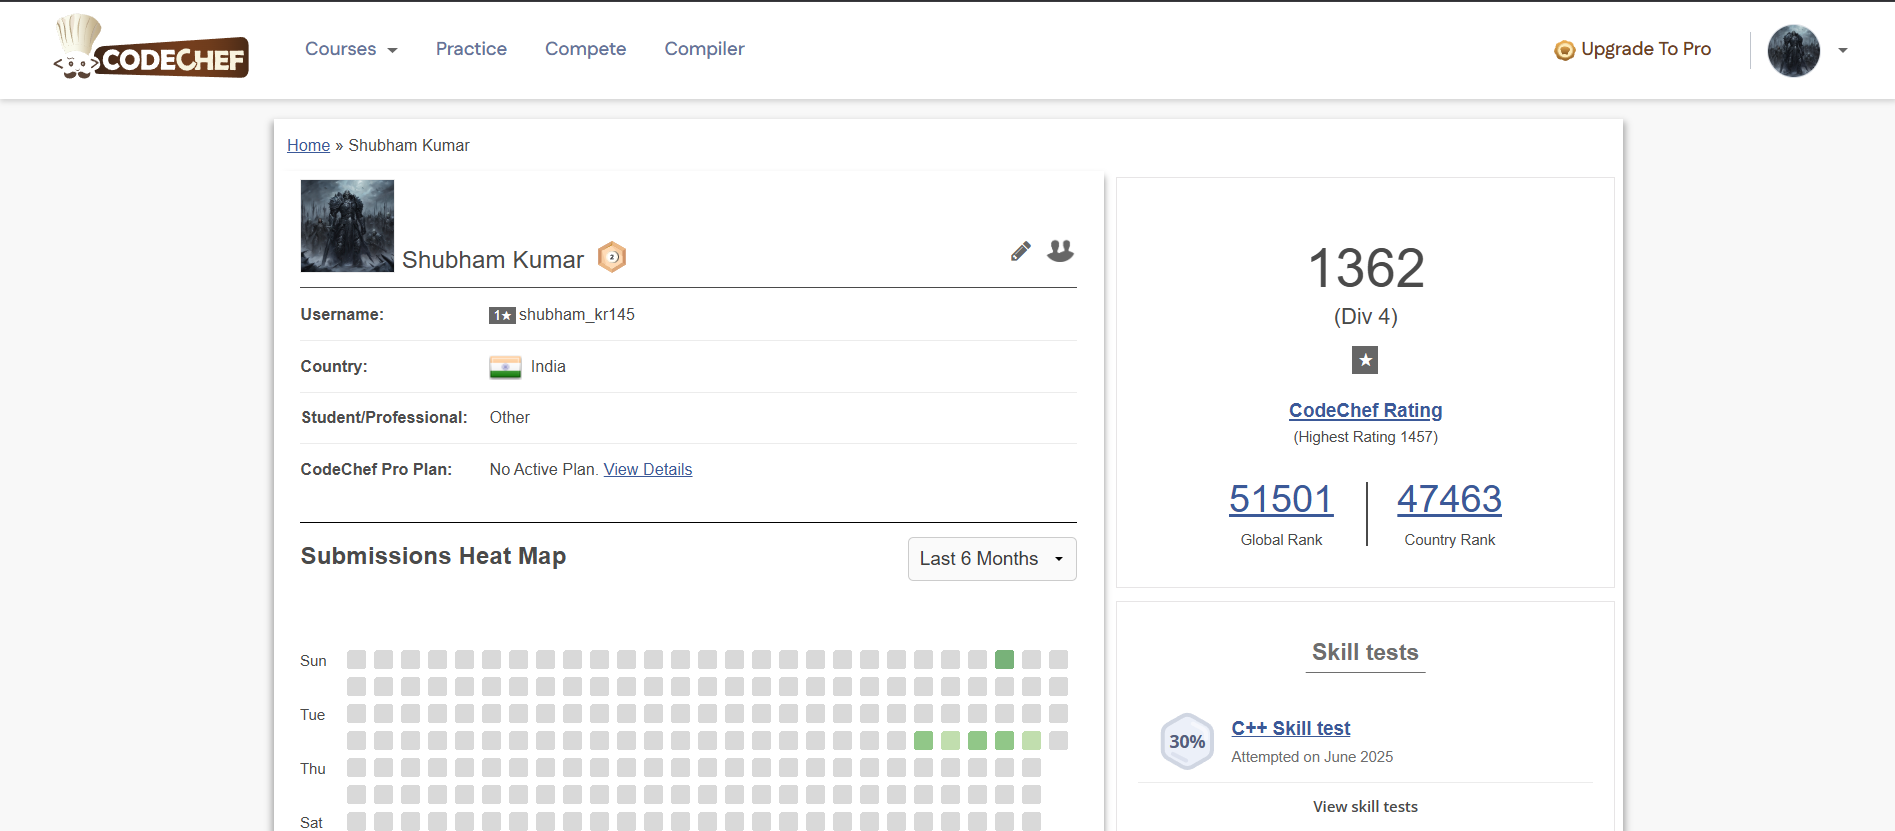 CODECHEF
Courses Practice Compete Compiler
Upgrade To Pro
Home » Shubham Kumar
Shubham Kumar 2
Username: 1★ shubham_kr145
Country: India
Student/Professional: Other
CodeChef Pro Plan: No Active Plan. View Details
Submissions Heat Map
Last 6 Months
Sun
Tue
Thu
Sat
1362
(Div 4)
★
CodeChef Rating
(Highest Rating 1457)
51501 47463
Global Rank Country Rank
Skill tests
30%
C++ Skill test
Attempted on June 2025
View skill tests